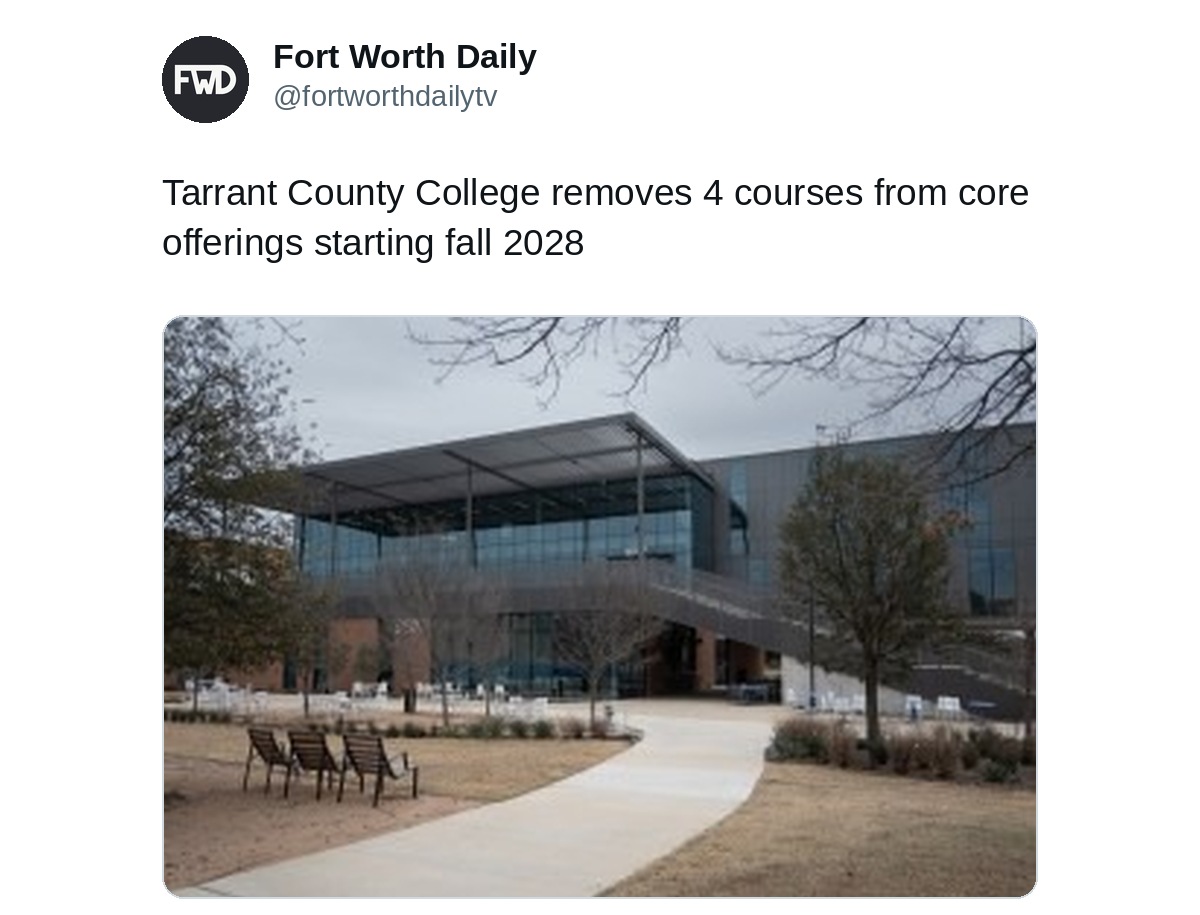 FWD
Fort Worth Daily
@fortworthdailytv
Tarrant County College removes 4 courses from core
offerings starting fall 2028